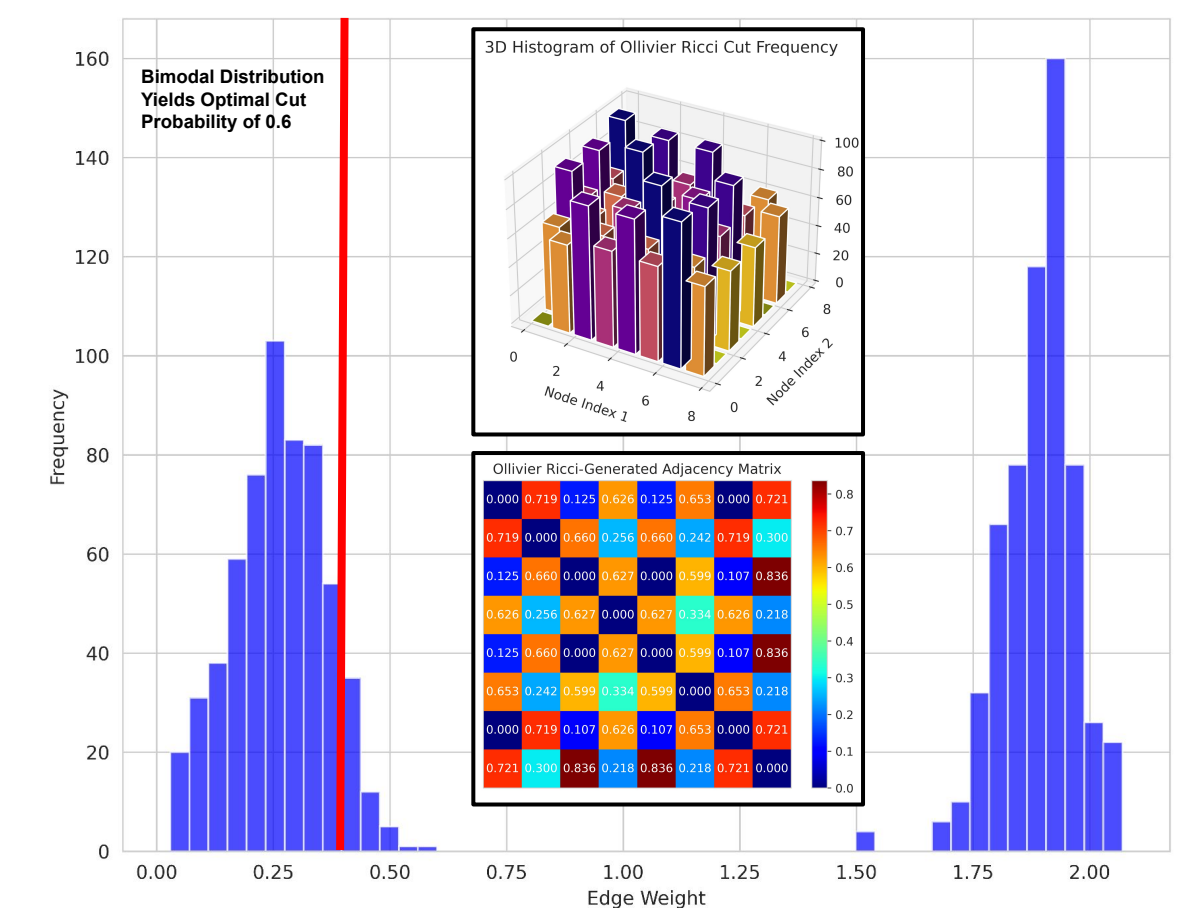 Bimodal Distribution
Yields Optimal Cut
Probability of 0.6
Frequency
160
140
120
100
80
60
40
20
0
0.00 0.25 0.50 0.75 1.00 1.25 1.50 1.75 2.00
Edge Weight
3D Histogram of Ollivier Ricci Cut Frequency
100
80
60
40
20
0
0 2 4 6 8
Node Index 1
0 2 4 6 8
Node Index 2
Ollivier Ricci-Generated Adjacency Matrix
0.000 0.719 0.125 0.626 0.125 0.653 0.000 0.721
0.719 0.000 0.660 0.256 0.660 0.242 0.719 0.300
0.125 0.660 0.000 0.627 0.000 0.599 0.107 0.836
0.626 0.256 0.627 0.000 0.627 0.334 0.626 0.218
0.125 0.660 0.000 0.627 0.000 0.599 0.107 0.836
0.653 0.242 0.599 0.334 0.599 0.000 0.653 0.218
0.000 0.719 0.107 0.626 0.107 0.653 0.000 0.721
0.721 0.300 0.836 0.218 0.836 0.218 0.721 0.000
0.8
0.7
0.6
0.5
0.4
0.3
0.2
0.1
0.0